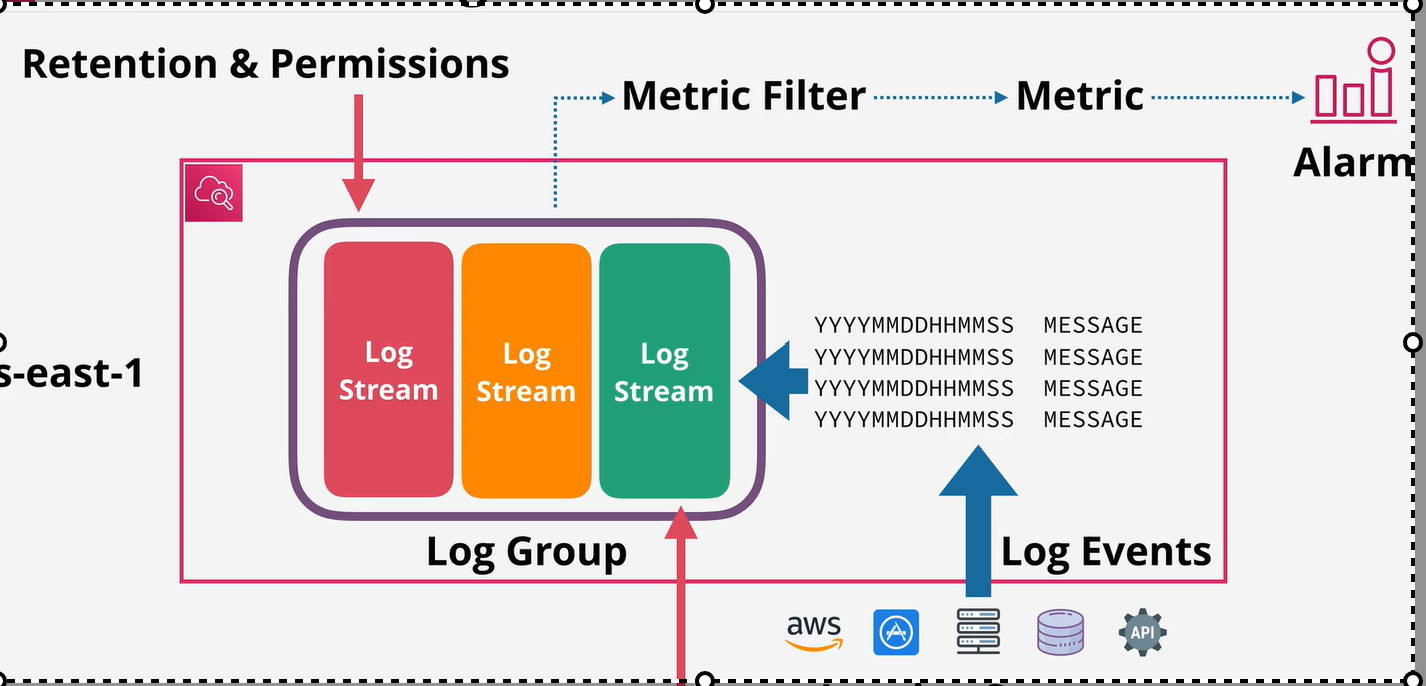 Retention & Permissions
Metric Filter
Metric
Alarm
s-east-1
Log
Stream
Log
Stream
Log
Stream
YYYYMMDDHHMMSS MESSAGE
YYYYMMDDHHMMSS MESSAGE
YYYYMMDDHHMMSS MESSAGE
YYYYMMDDHHMMSS MESSAGE
Log Group
Log Events
aws
API